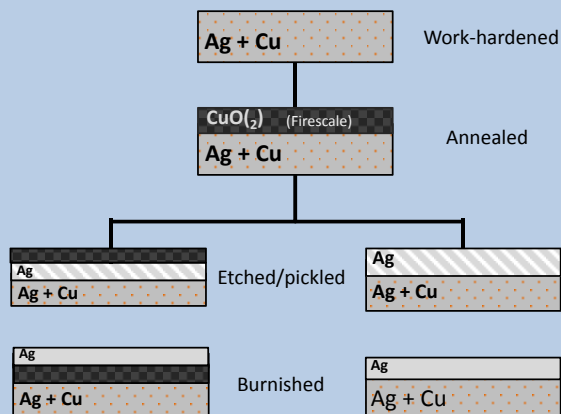 Ag + Cu
Work-hardened
CuO(₂) (Firescale)
Ag + Cu
Annealed
Ag
Ag + Cu
Etched/pickled
Ag
Ag + Cu
Ag
Ag + Cu
Burnished
Ag
Ag + Cu